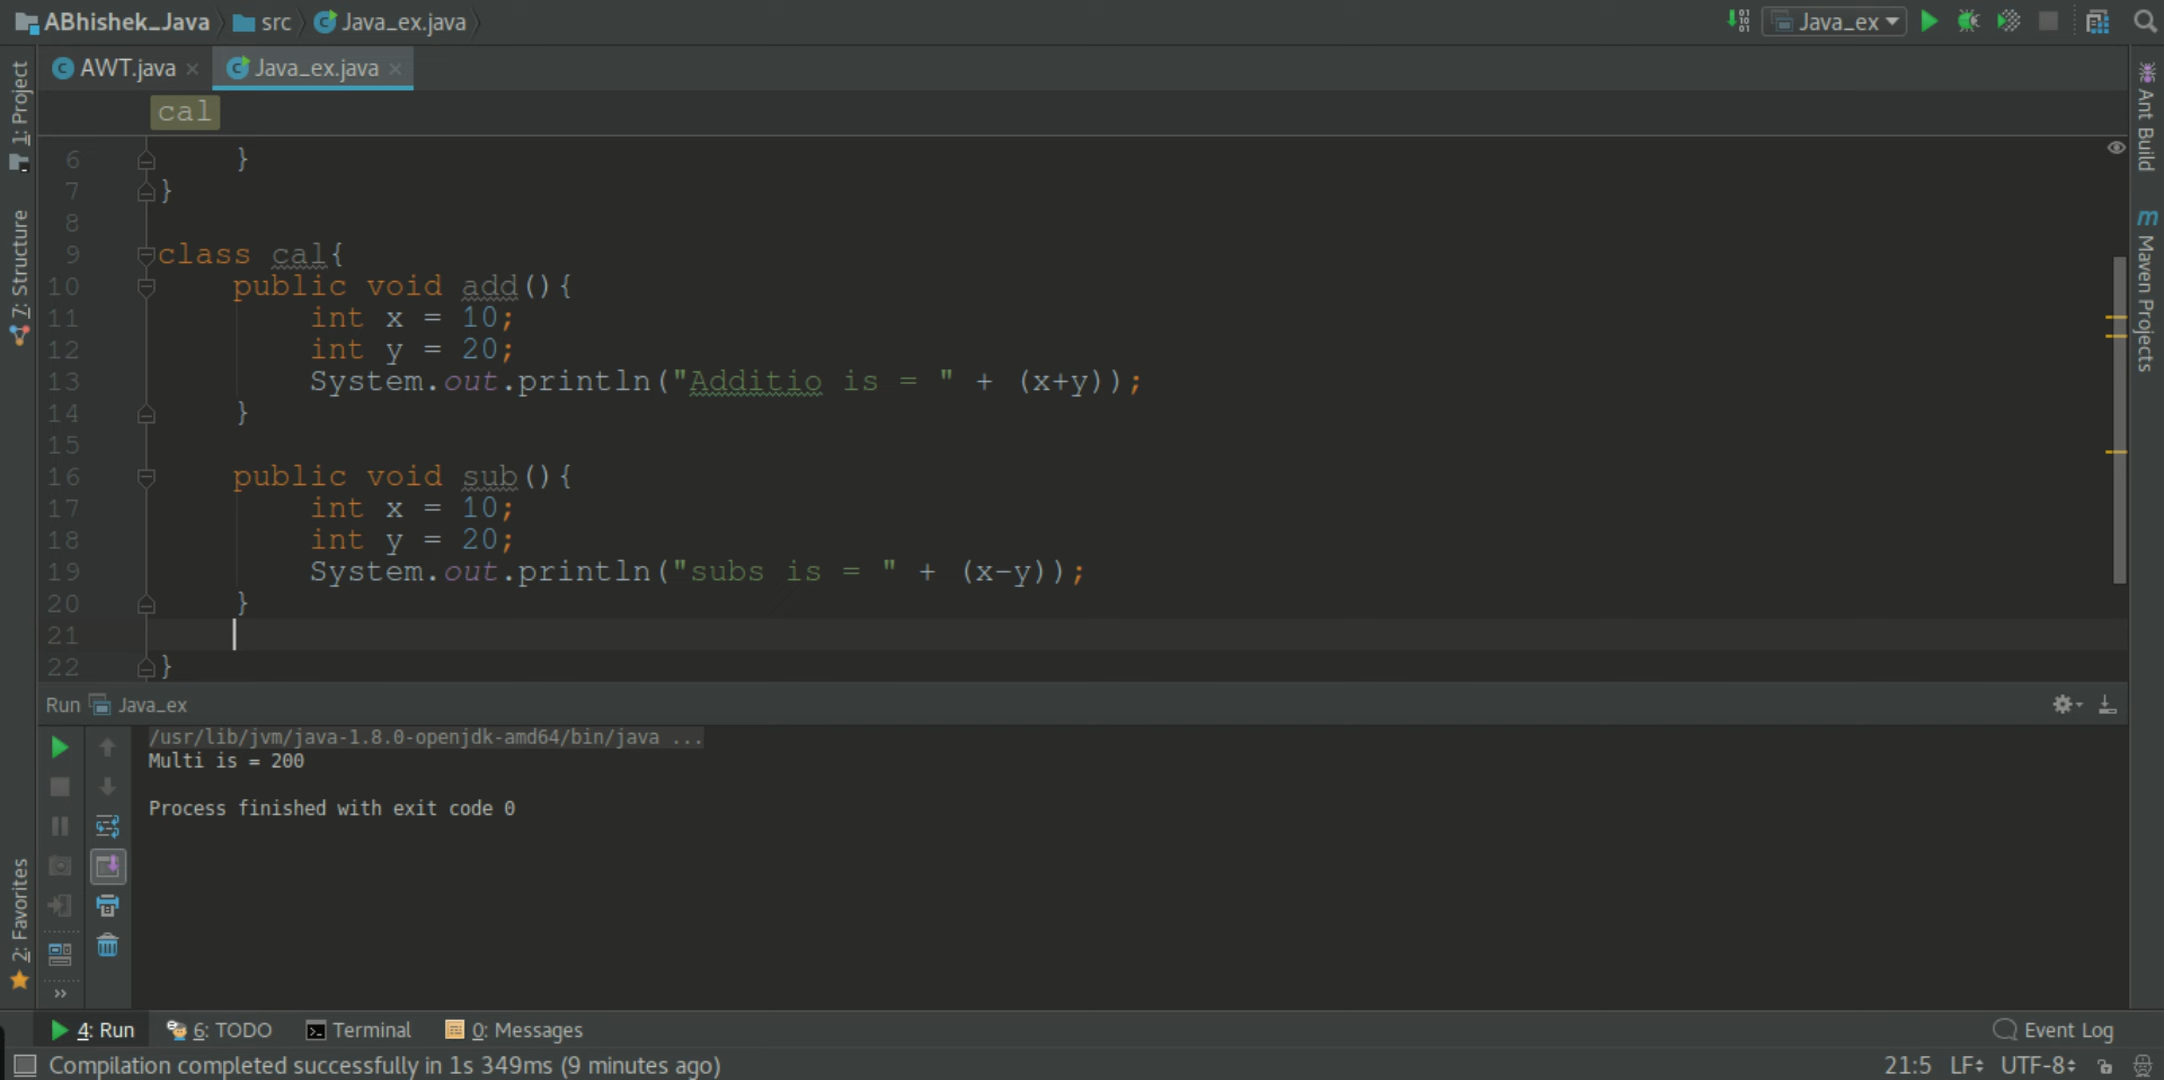 ABhishek_Java src Java_ex.java Java_ex
AWT.java Java_ex.java
cal
6 }
7 }
8
9 class cal{
10 public void add(){
11 int x = 10;
12 int y = 20;
13 System.out.println("Additio is = " + (x+y));
14 }
15
16 public void sub(){
17 int x = 10;
18 int y = 20;
19 System.out.println("subs is = " + (x-y));
20 }
21
22 }
1: Project
7: Structure
2: Favorites
Ant Build
m Maven Projects
Run Java_ex
/usr/lib/jvm/java-1.8.0-openjdk-amd64/bin/java ...
Multi is = 200
Process finished with exit code 0
4: Run 6: TODO Terminal 0: Messages Event Log
Compilation completed successfully in 1s 349ms (9 minutes ago) 21:5 LF UTF-8